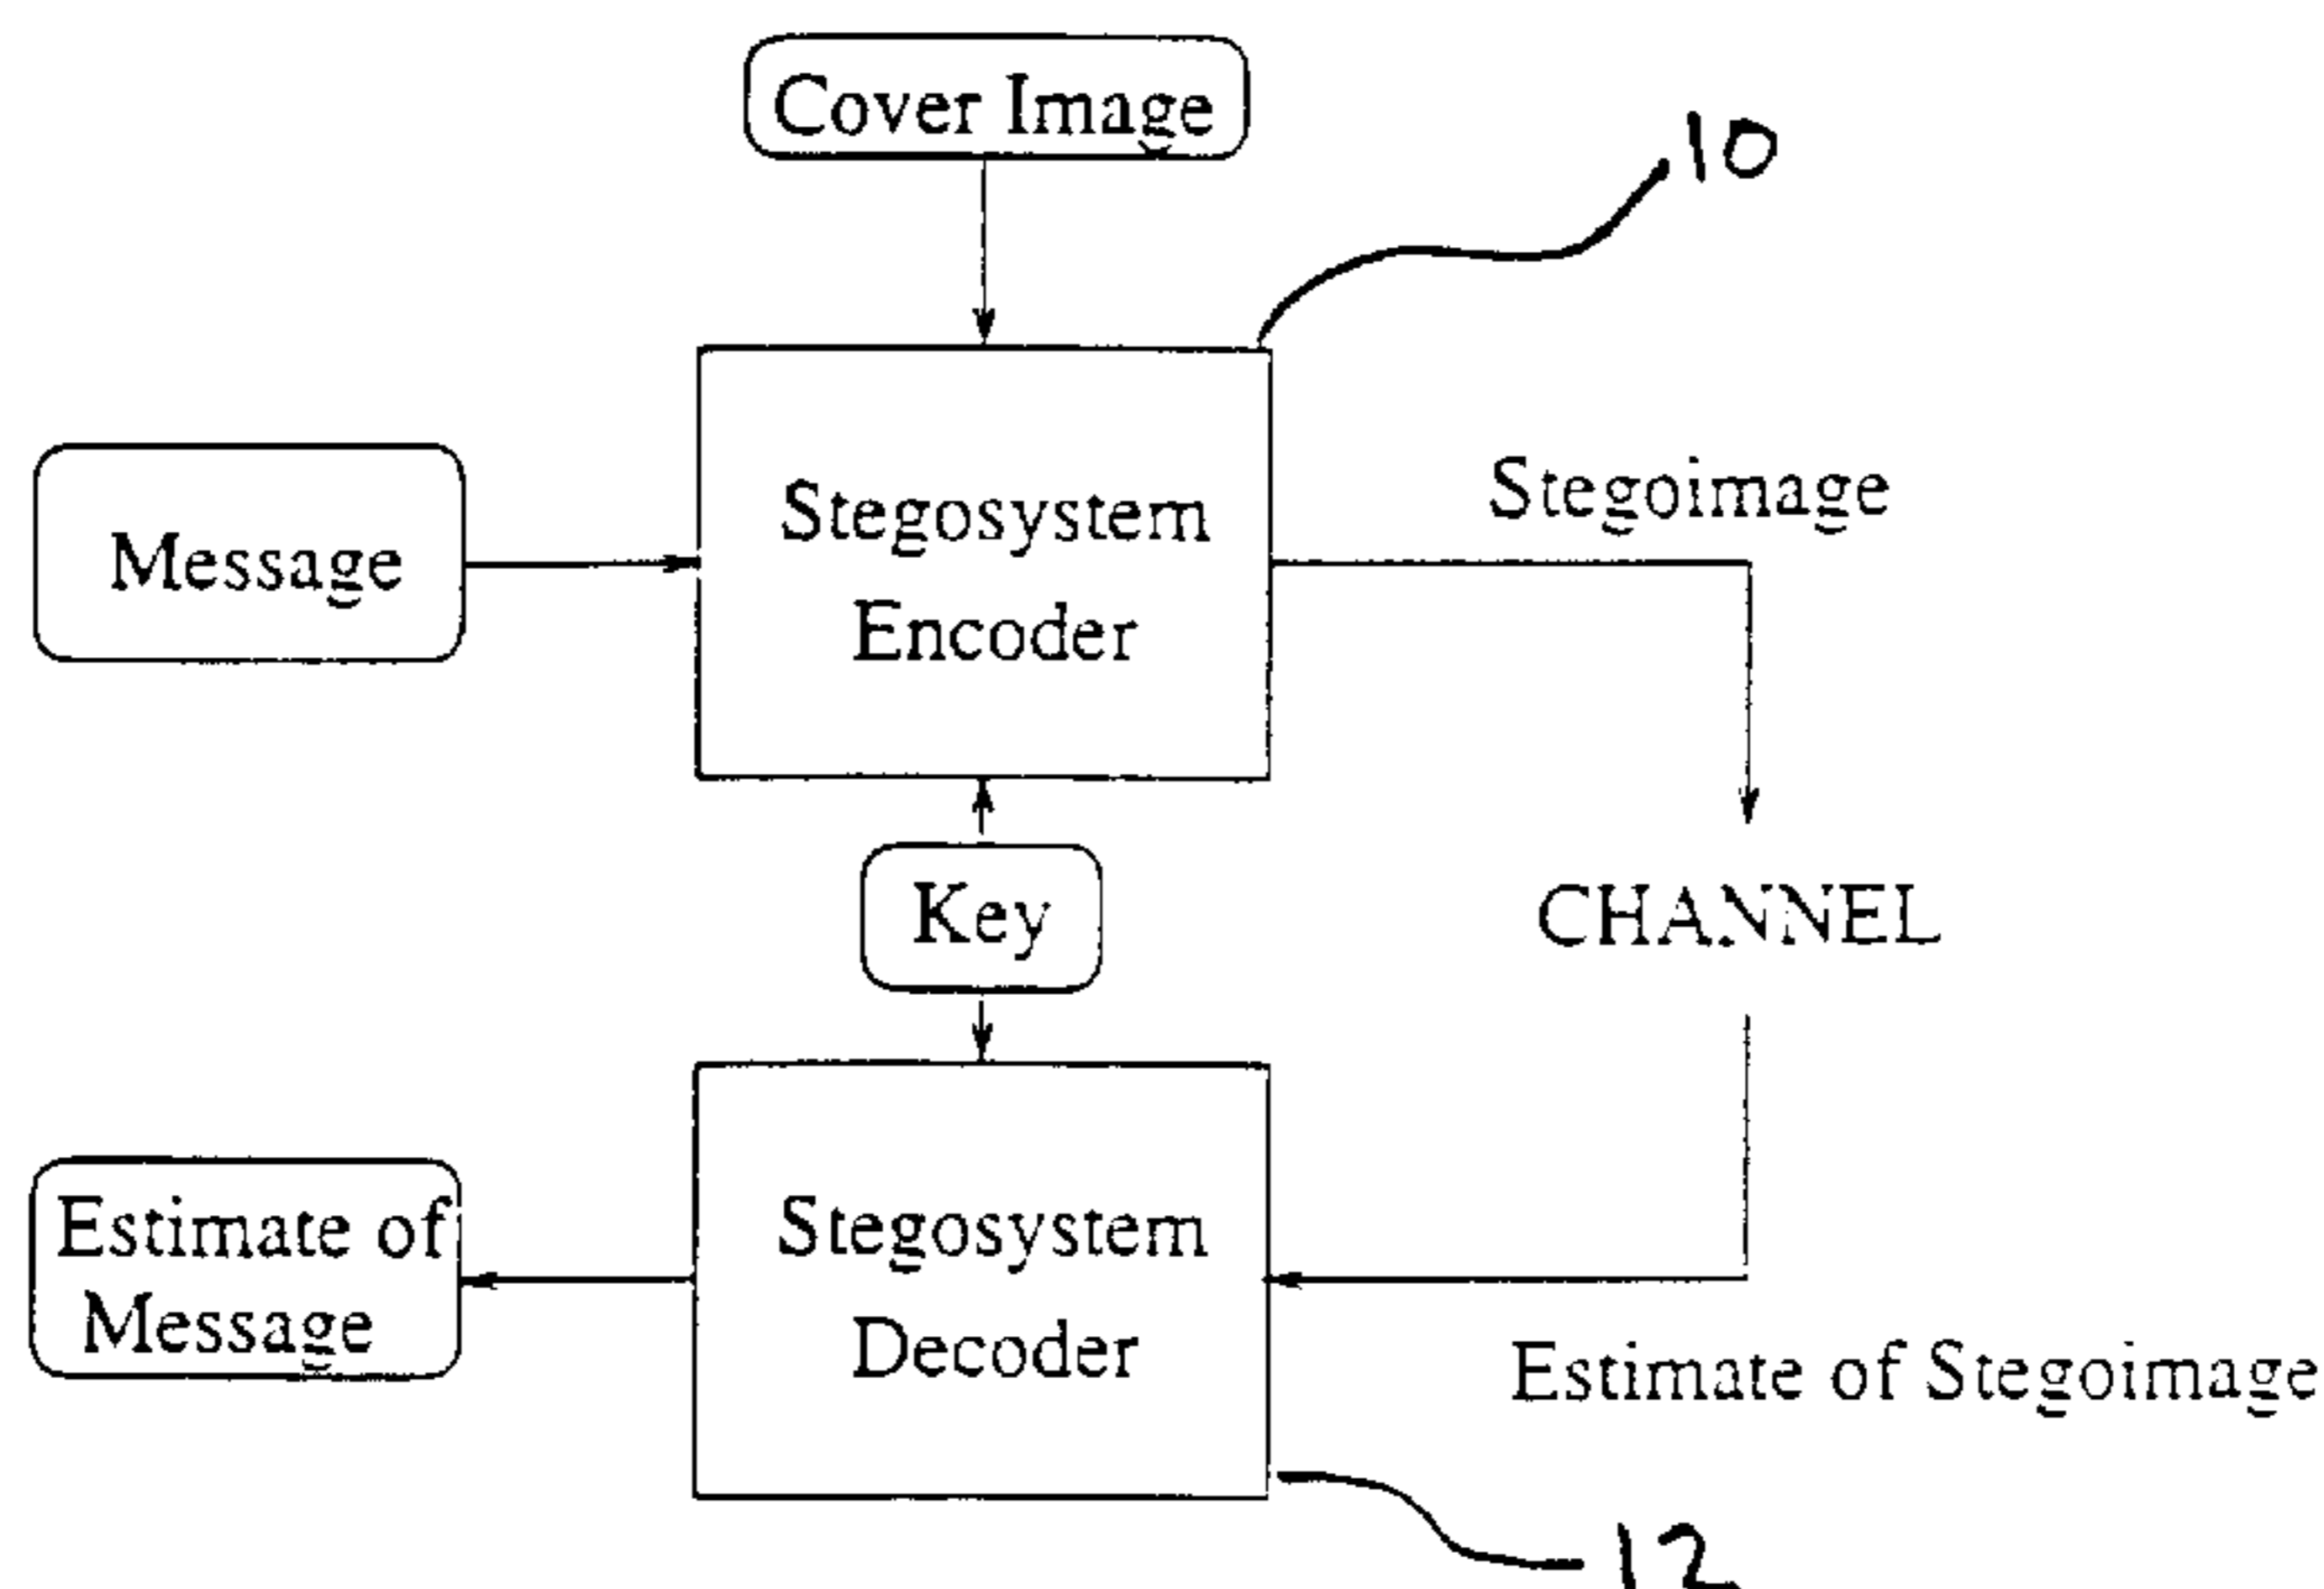 Cover Image
10
Message
Stegosystem
Encoder
Stegoimage
Key
CHANNEL
Estimate of
Message
Stegosystem
Decoder
Estimate of Stegoimage
12